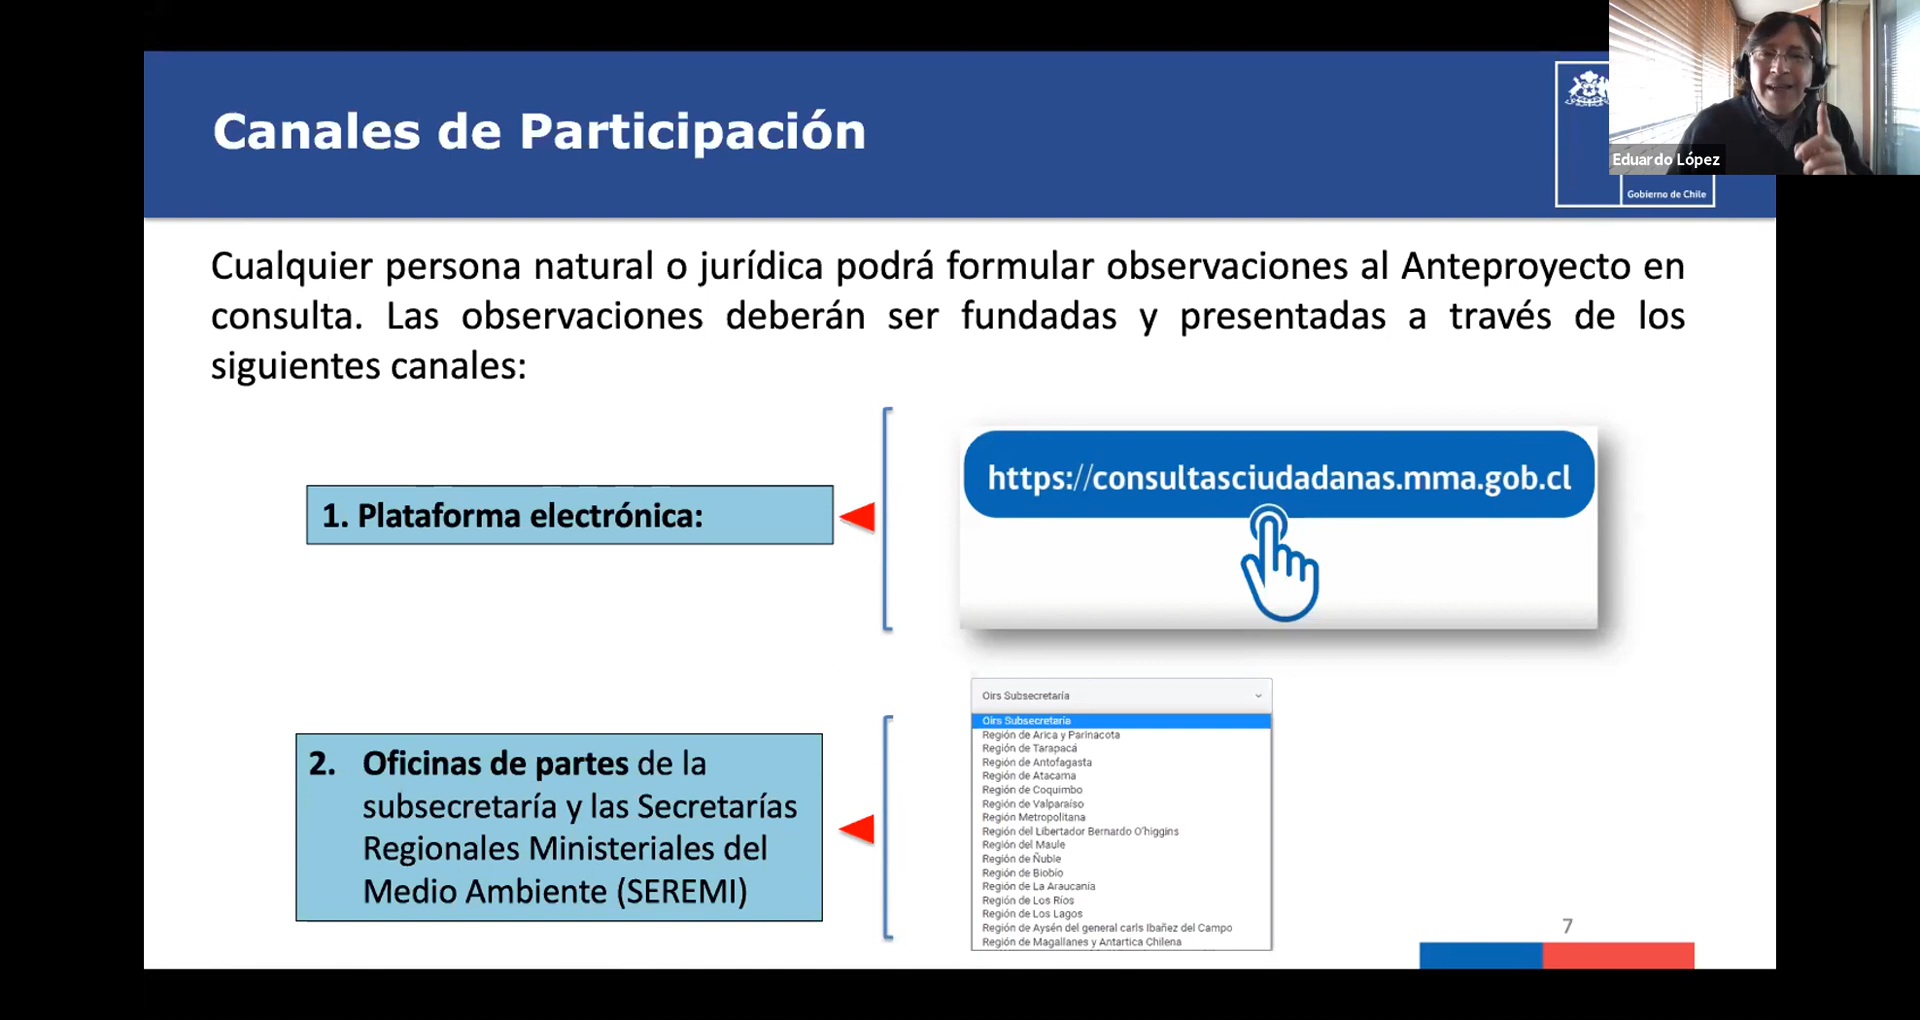 Canales de Participación
Eduardo López
Gobierno de Chile
Cualquier persona natural o jurídica podrá formular observaciones al Anteproyecto en
consulta. Las observaciones deberán ser fundadas y presentadas a través de los
siguientes canales:
1. Plataforma electrónica:
https://consultasciudadanas.mma.gob.cl
2. Oficinas de partes de la
subsecretaría y las Secretarías
Regionales Ministeriales del
Medio Ambiente (SEREMI)
Oirs Subsecretaría
Oirs Subsecretaría
Región de Arica y Parinacota
Región de Tarapacá
Región de Antofagasta
Región de Atacama
Región de Coquimbo
Región de Valparaíso
Región Metropolitana
Región del Libertador Bernardo O'higgins
Región del Maule
Región de Ñuble
Región de Biobío
Región de La Araucanía
Región de Los Ríos
Región de Los Lagos
Región de Aysén del general carls Ibañez del Campo
Región de Magallanes y Antartica Chilena
7